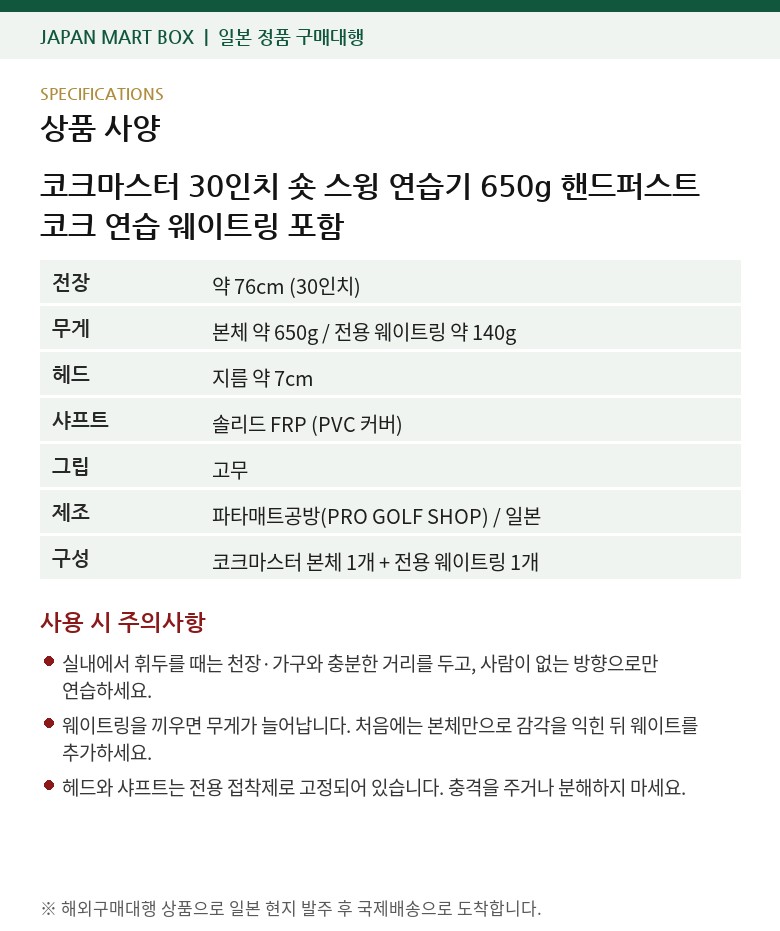 JAPAN MART BOX | 일본 정품 구매대행
SPECIFICATIONS
상품 사양
코크마스터 30인치 숏 스윙 연습기 650g 핸드퍼스트
코크 연습 웨이트링 포함
전장 약 76cm (30인치)
무게 본체 약 650g / 전용 웨이트링 약 140g
헤드 지름 약 7cm
샤프트 솔리드 FRP (PVC 커버)
그립 고무
제조 파타매트공방(PRO GOLF SHOP) / 일본
구성 코크마스터 본체 1개 + 전용 웨이트링 1개
사용 시 주의사항
● 실내에서 휘두를 때는 천장·가구와 충분한 거리를 두고, 사람이 없는 방향으로만
연습하세요.
● 웨이트링을 끼우면 무게가 늘어납니다. 처음에는 본체만으로 감각을 익힌 뒤 웨이트를
추가하세요.
● 헤드와 샤프트는 전용 접착제로 고정되어 있습니다. 충격을 주거나 분해하지 마세요.
※ 해외구매대행 상품으로 일본 현지 발주 후 국제배송으로 도착합니다.